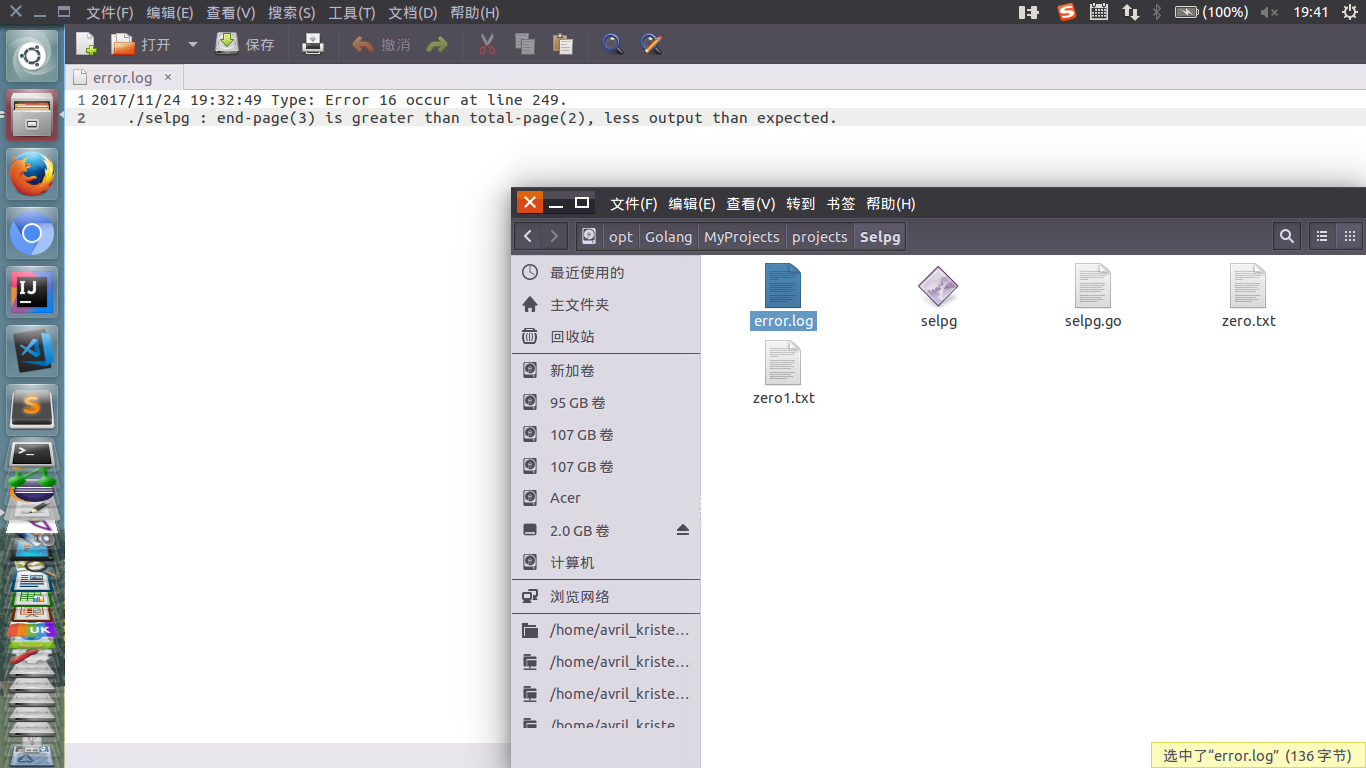 文件(F) 编辑(E) 查看(V) 搜索(S) 工具(T) 文档(D) 帮助(H) (100%) 19:41
打开 保存 撤消
error.log ×
1 2017/11/24 19:32:49 Type: Error 16 occur at line 249.
2 ./selpg : end-page(3) is greater than total-page(2), less output than expected.
文件(F) 编辑(E) 查看(V) 转到 书签 帮助(H)
opt Golang MyProjects projects Selpg
最近使用的
主文件夹
回收站
新加卷
95 GB 卷
107 GB 卷
107 GB 卷
Acer
2.0 GB 卷
计算机
浏览网络
/home/avril_kriste...
/home/avril_kriste...
/home/avril_kriste...
/home/avril_kriste
error.log selpg selpg.go zero.txt
zero1.txt
选中了“error.log” (136 字节)
IJ
UK